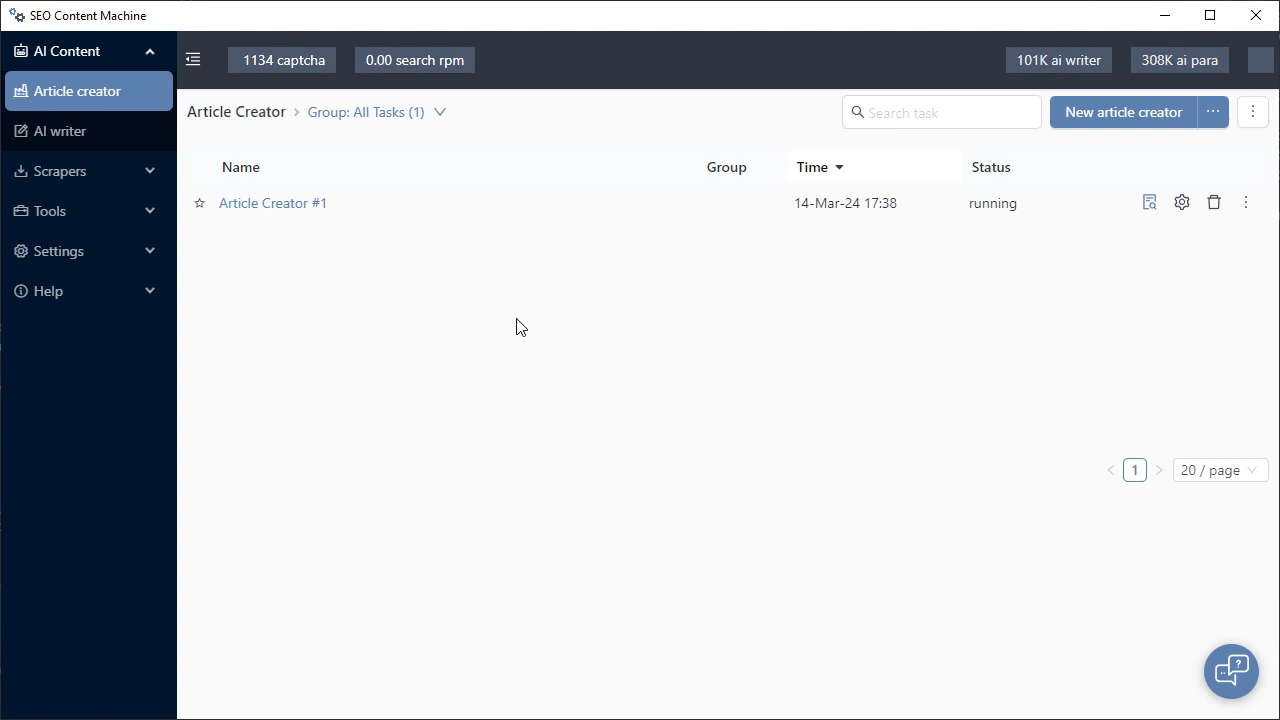 SEO Content Machine
AI Content
1134 captcha
0.00 search rpm
101K ai writer
308K ai para
Article creator
AI writer
Scrapers
Tools
Settings
Help
Article Creator > Group: All Tasks (1)
Search task
New article creator ...
Name Group Time Status
Article Creator #1 14-Mar-24 17:38 running
< 1 > 20 / page
?